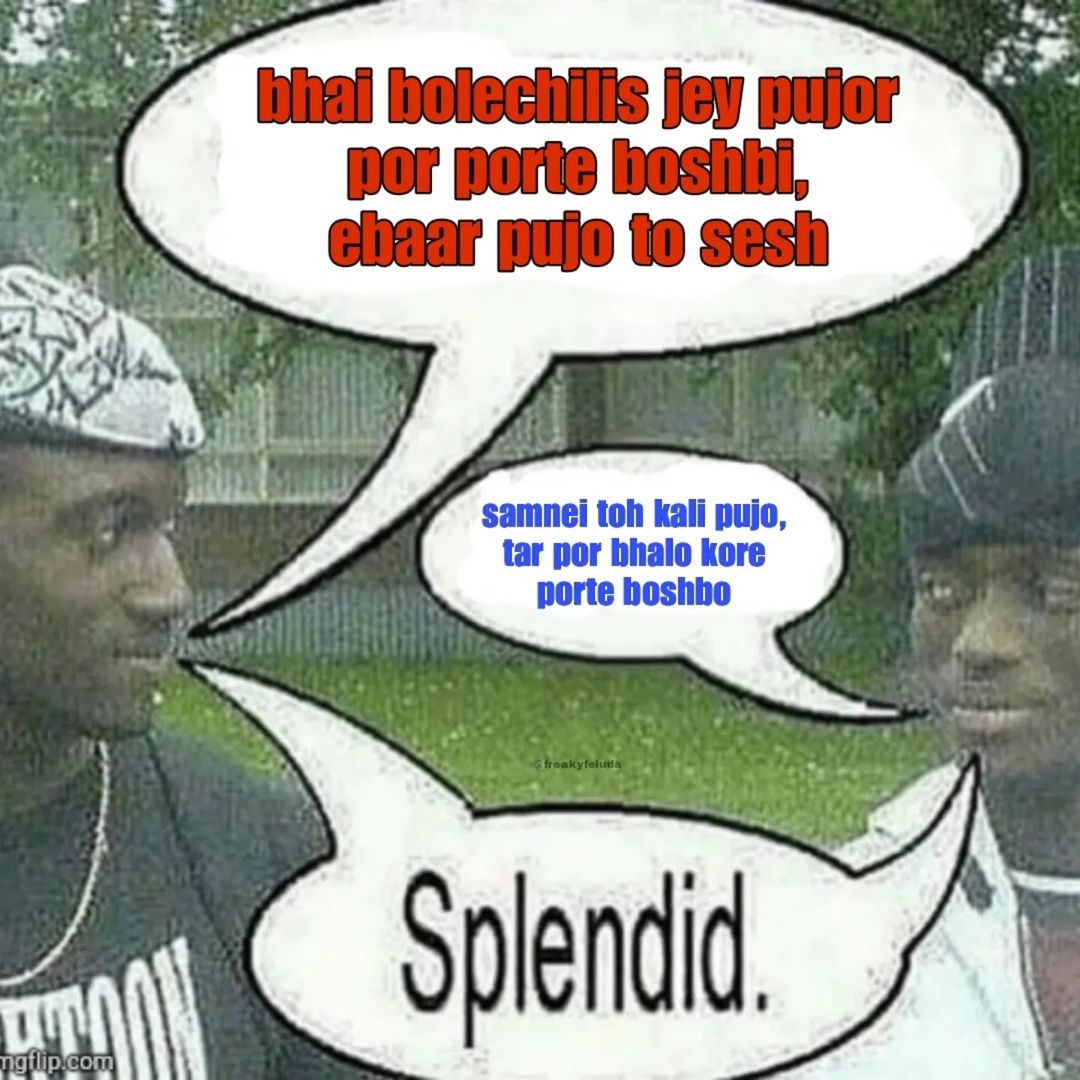 bhai bolechilis jey pujor
por porte boshbi,
ebaar pujo to sesh
samnei toh kali pujo,
tar por bhalo kore
porte boshbo
@freakyfeluda
Splendid.
mgflip.com